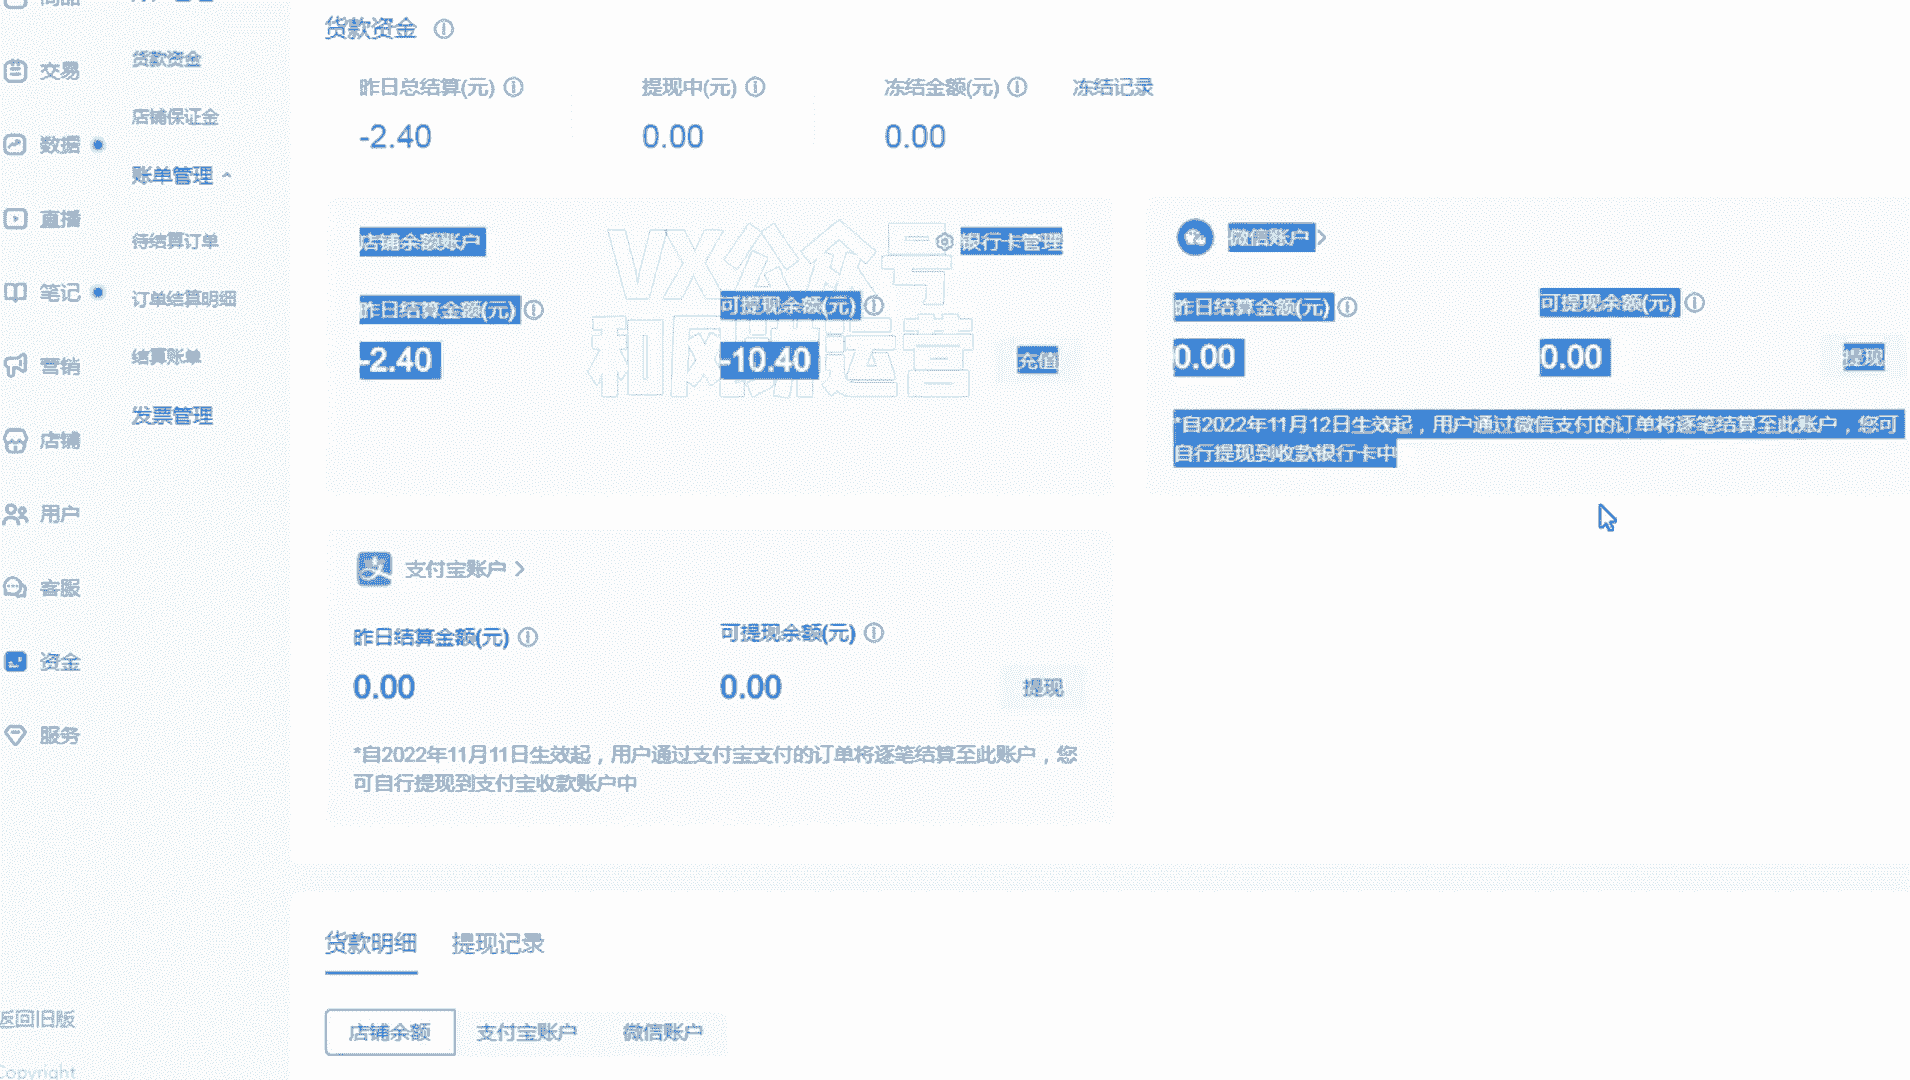 商品
交易
数据
直播
笔记
营销
店铺
用户
客服
资金
服务
返回旧版
Copyright
货款资金
店铺保证金
账单管理
待结算订单
订单结算明细
结算账单
发票管理
货款资金
昨日总结算(元)
-2.40
提现中(元)
0.00
冻结金额(元)
0.00
冻结记录
店铺余额账户
银行卡管理
昨日结算金额(元)
-2.40
可提现余额(元)
-10.40
充值
VX公众号
微信账户
昨日结算金额(元)
0.00
可提现余额(元)
0.00
提现
*自2022年11月12日生效起，用户通过微信支付的订单将逐笔结算至此账户，您可
自行提现到收款银行卡中
支付宝账户
昨日结算金额(元)
0.00
可提现余额(元)
0.00
提现
*自2022年11月11日生效起，用户通过支付宝支付的订单将逐笔结算至此账户，您
可自行提现到支付宝收款账户中
货款明细
提现记录
店铺余额
支付宝账户
微信账户